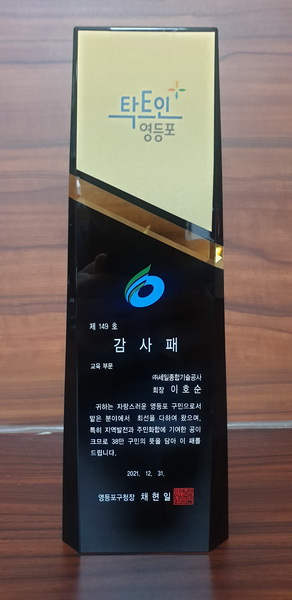 탁트인
영등포
제 149 호
감 사 패
교육 부문
㈜세일종합기술공사
회장 이 호 순
귀하는 자랑스러운 영등포 구민으로서
맡은 분야에서 최선을 다하여 왔으며,
특히 지역발전과 주민화합에 기여한 공이
크므로 38만 구민의 뜻을 담아 이 패를
드립니다.
2021. 12. 31.
영등포구청장 채 현 일